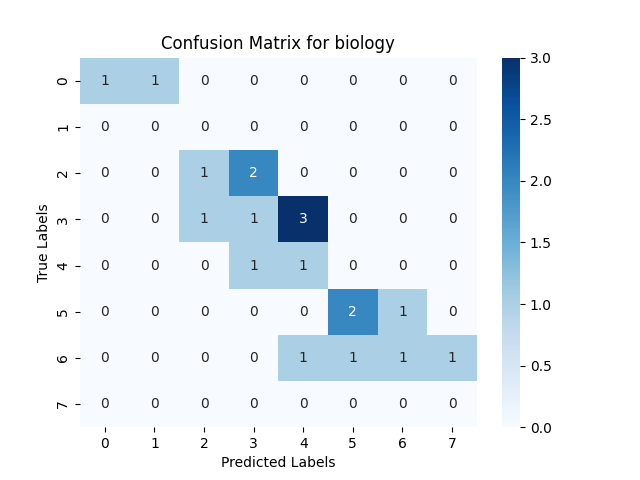 Confusion Matrix for biology
0 1 1 0 0 0 0 0 0
1 0 0 0 0 0 0 0 0
2 0 0 1 2 0 0 0 0
3 0 0 1 1 3 0 0 0
4 0 0 0 1 1 0 0 0
5 0 0 0 0 0 2 1 0
6 0 0 0 0 1 1 1 1
7 0 0 0 0 0 0 0 0
0 1 2 3 4 5 6 7
True Labels
Predicted Labels
3.0
2.5
2.0
1.5
1.0
0.5
0.0